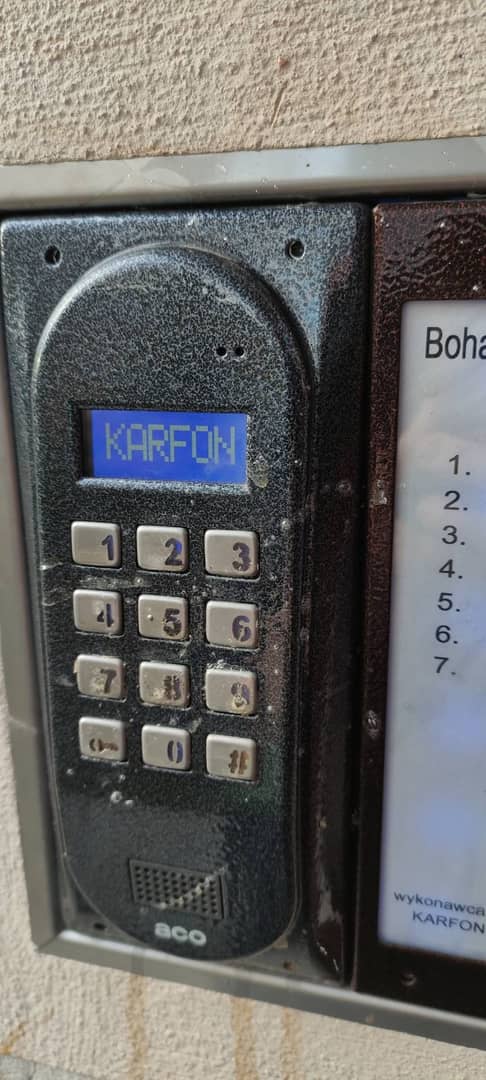 KARFON
1 2 3
4 5 6
7 8 9
0 #
aco
Boha
1.
2.
3.
4.
5.
6.
7.
wykonawca
KARFON